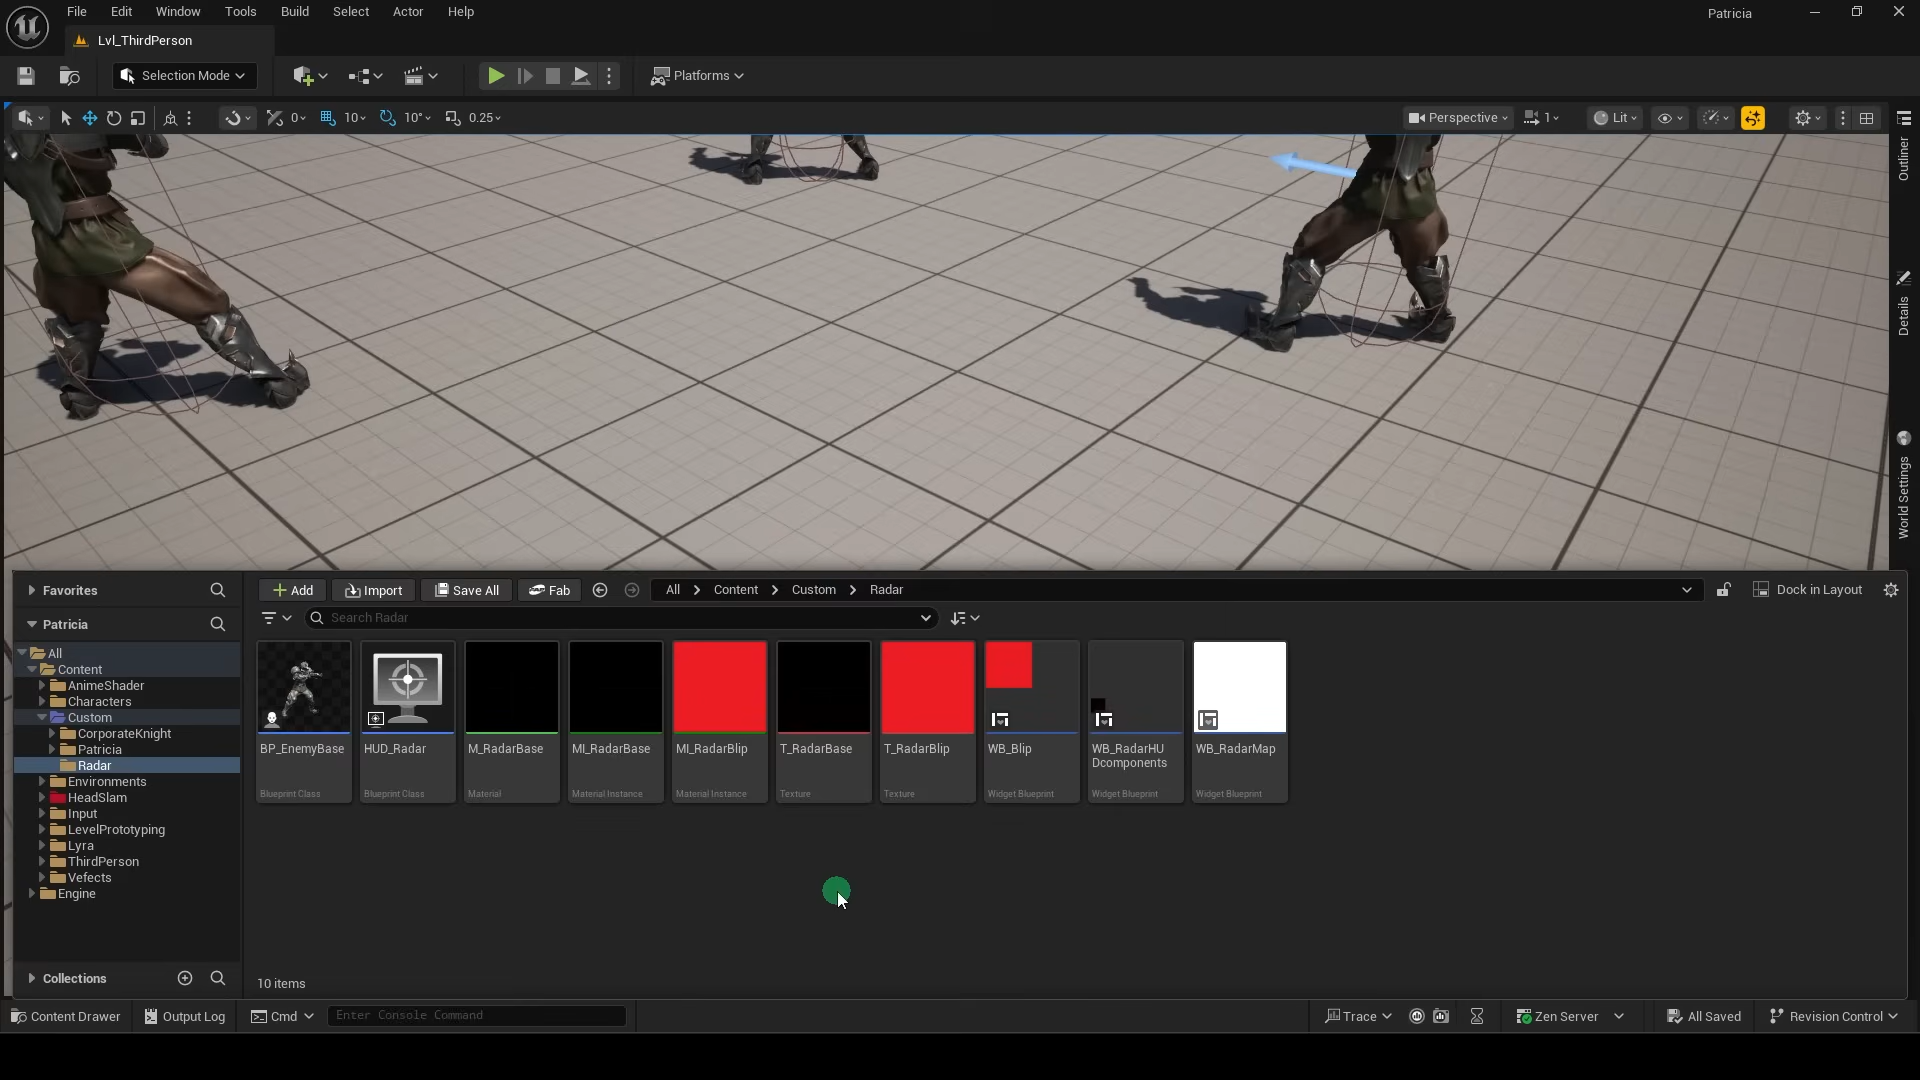 File Edit Window Tools Build Select Actor Help Patricia
Lvl_ThirdPerson
Selection Mode Platforms
0 10 10° 0.25 Perspective 1 Lit
Outliner
Details
World Settings
Favorites
Add Import Save All Fab All Content Custom Radar Dock in Layout
Patricia
Search Radar
All
Content
AnimeShader
Characters
Custom
CorporateKnight
Patricia
Radar
Environments
HeadSlam
Input
LevelPrototyping
Lyra
ThirdPerson
Vefects
Engine
BP_EnemyBase
Blueprint Class
HUD_Radar
Blueprint Class
M_RadarBase
Material
MI_RadarBase
Material Instance
MI_RadarBlip
Material Instance
T_RadarBase
Texture
T_RadarBlip
Texture
WB_Blip
Widget Blueprint
WB_RadarHU
Dcomponents
Widget Blueprint
WB_RadarMap
Widget Blueprint
Collections
10 items
Content Drawer Output Log Cmd Enter Console Command Trace Zen Server All Saved Revision Control